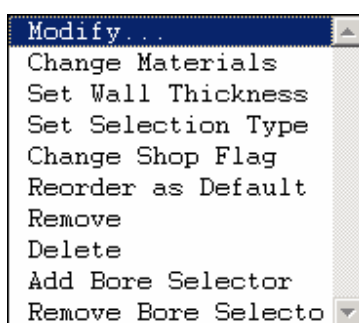 Modify...
Change Materials
Set Wall Thickness
Set Selection Type
Change Shop Flag
Reorder as Default
Remove
Delete
Add Bore Selector
Remove Bore Selecto